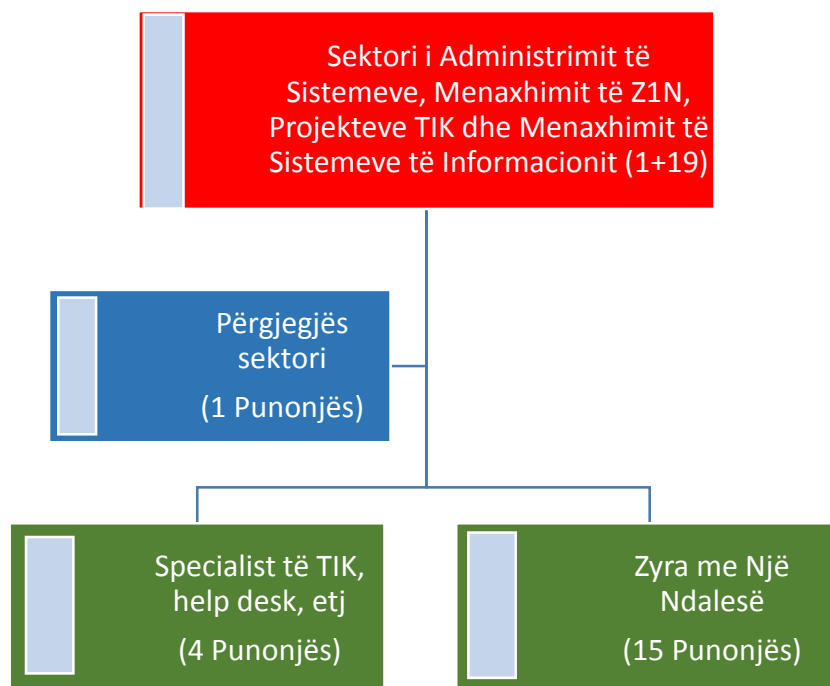 Sektori i Administrimit të
Sistemeve, Menaxhimit të Z1N,
Projekteve TIK dhe Menaxhimit të
Sistemeve të Informacionit (1+19)
Përgjegjës
sektori
(1 Punonjës)
Specialist të TIK,
help desk, etj
(4 Punonjës)
Zyra me Një
Ndalesë
(15 Punonjës)